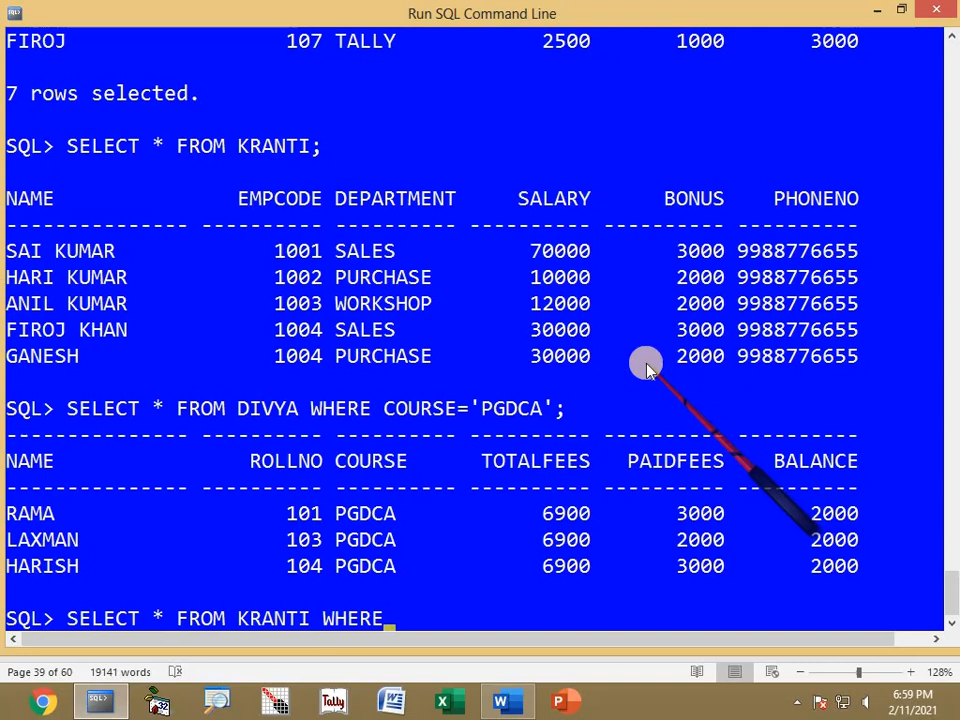 Run SQL Command Line
FIROJ 107 TALLY 2500 1000 3000
7 rows selected.
SQL> SELECT * FROM KRANTI;
NAME EMPCODE DEPARTMENT SALARY BONUS PHONENO
--------------- ---------- ---------- ---------- ---------- ----------
SAI KUMAR 1001 SALES 70000 3000 9988776655
HARI KUMAR 1002 PURCHASE 10000 2000 9988776655
ANIL KUMAR 1003 WORKSHOP 12000 2000 9988776655
FIROJ KHAN 1004 SALES 30000 3000 9988776655
GANESH 1004 PURCHASE 30000 2000 9988776655
SQL> SELECT * FROM DIVYA WHERE COURSE='PGDCA';
--------------- ---------- ---------- ---------- ---------- ----------
NAME ROLLNO COURSE TOTALFEES PAIDFEES BALANCE
--------------- ---------- ---------- ---------- ---------- ----------
RAMA 101 PGDCA 6900 3000 2000
LAXMAN 103 PGDCA 6900 2000 2000
HARISH 104 PGDCA 6900 3000 2000
SQL> SELECT * FROM KRANTI WHERE
Page 39 of 60 19141 words 128%
SQL> 32 Tally
6:59 PM
2/11/2021